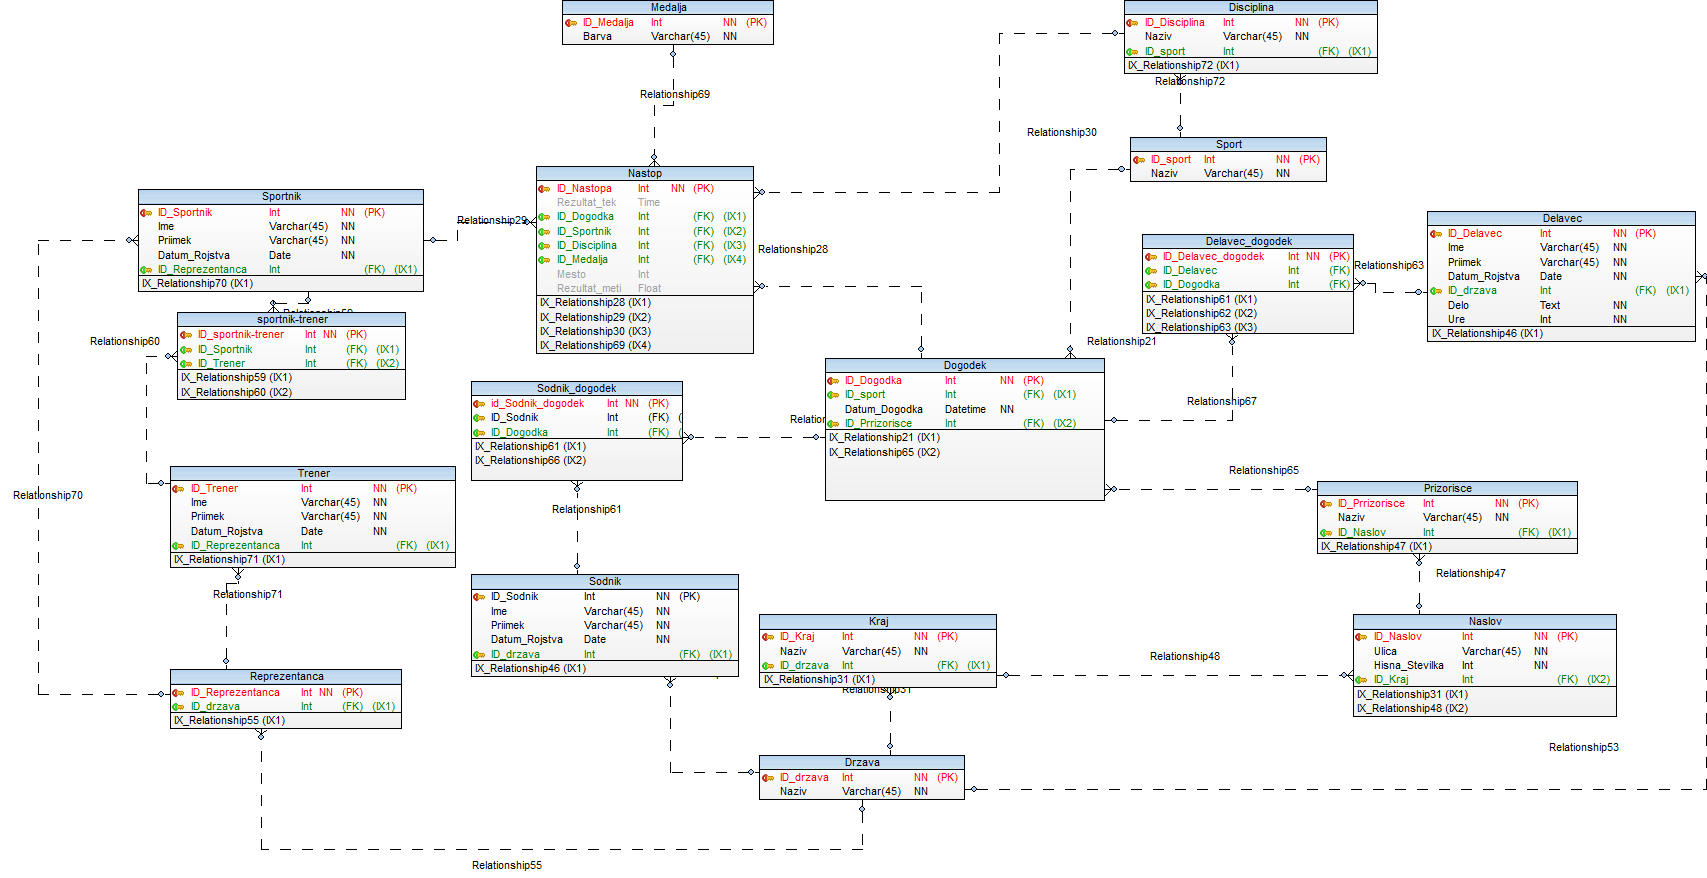 Medalja
ID_Medalja Int NN (PK)
Barva Varchar(45) NN
Relationship69
Disciplina
ID_Disciplina Int NN (PK)
Naziv Varchar(45) NN
ID_sport Int (FK) (IX1)
IX_Relationship72 (IX1)
Relationship72
Relationship30
Sport
ID_sport Int NN (PK)
Naziv Varchar(45) NN
Nastop
ID_Nastopa Int NN (PK)
Rezultat_tek Time
ID_Dogodka Int (FK) (IX1)
ID_Sportnik Int (FK) (IX2)
ID_Disciplina Int (FK) (IX3)
ID_Medalja Int (FK) (IX4)
Mesto Int
Rezultat_meti Float
IX_Relationship28 (IX1)
IX_Relationship29 (IX2)
IX_Relationship30 (IX3)
IX_Relationship69 (IX4)
Sportnik
ID_Sportnik Int NN (PK)
Ime Varchar(45) NN
Priimek Varchar(45) NN
Datum_Rojstva Date NN
ID_Reprezentanca Int (FK) (IX1)
IX_Relationship70 (IX1)
Relationship29
Relationship28
Delavec_dogodek
ID_Delavec_dogodek Int NN (PK)
ID_Delavec Int (FK)
ID_Dogodka Int (FK)
IX_Relationship61 (IX1)
IX_Relationship62 (IX2)
IX_Relationship63 (IX3)
Relationship63
Delavec
ID_Delavec Int NN (PK)
Ime Varchar(45) NN
Priimek Varchar(45) NN
Datum_Rojstva Date NN
ID_drzava Int (FK) (IX1)
Delo Text NN
Ure Int NN
IX_Relationship46 (IX1)
Relationship59
sportnik-trener
ID_sportnik-trener Int NN (PK)
ID_Sportnik Int (FK) (IX1)
ID_Trener Int (FK) (IX2)
IX_Relationship59 (IX1)
IX_Relationship60 (IX2)
Relationship60
Relationship21
Dogodek
ID_Dogodka Int NN (PK)
ID_sport Int (FK) (IX1)
Datum_Dogodka Datetime NN
ID_Prrizorisce Int (FK) (IX2)
IX_Relationship21 (IX1)
IX_Relationship65 (IX2)
Relationship67
Sodnik_dogodek
id_Sodnik_dogodek Int NN (PK)
ID_Sodnik Int (FK) (
ID_Dogodka Int (FK) (
IX_Relationship61 (IX1)
IX_Relationship66 (IX2)
Relation
Relationship61
Trener
ID_Trener Int NN (PK)
Ime Varchar(45) NN
Priimek Varchar(45) NN
Datum_Rojstva Date NN
ID_Reprezentanca Int (FK) (IX1)
IX_Relationship71 (IX1)
Relationship70
Relationship71
Relationship65
Prizorisce
ID_Prrizorisce Int NN (PK)
Naziv Varchar(45) NN
ID_Naslov Int (FK) (IX1)
IX_Relationship47 (IX1)
Relationship47
Sodnik
ID_Sodnik Int NN (PK)
Ime Varchar(45) NN
Priimek Varchar(45) NN
Datum_Rojstva Date NN
ID_drzava Int (FK) (IX1)
IX_Relationship46 (IX1)
Kraj
ID_Kraj Int NN (PK)
Naziv Varchar(45) NN
ID_drzava Int (FK) (IX1)
IX_Relationship31 (IX1)
Relationship31
Relationship48
Naslov
ID_Naslov Int NN (PK)
Ulica Varchar(45) NN
Hisna_Stevilka Int NN
ID_Kraj Int (FK) (IX2)
IX_Relationship31 (IX1)
IX_Relationship48 (IX2)
Reprezentanca
ID_Reprezentanca Int NN (PK)
ID_drzava Int (FK) (IX1)
IX_Relationship55 (IX1)
Drzava
ID_drzava Int NN (PK)
Naziv Varchar(45) NN
Relationship53
Relationship55